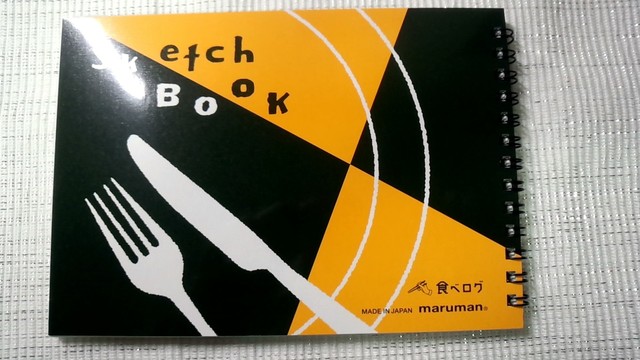 Sketch
BooK
食べログ
MADE IN JAPAN maruman®